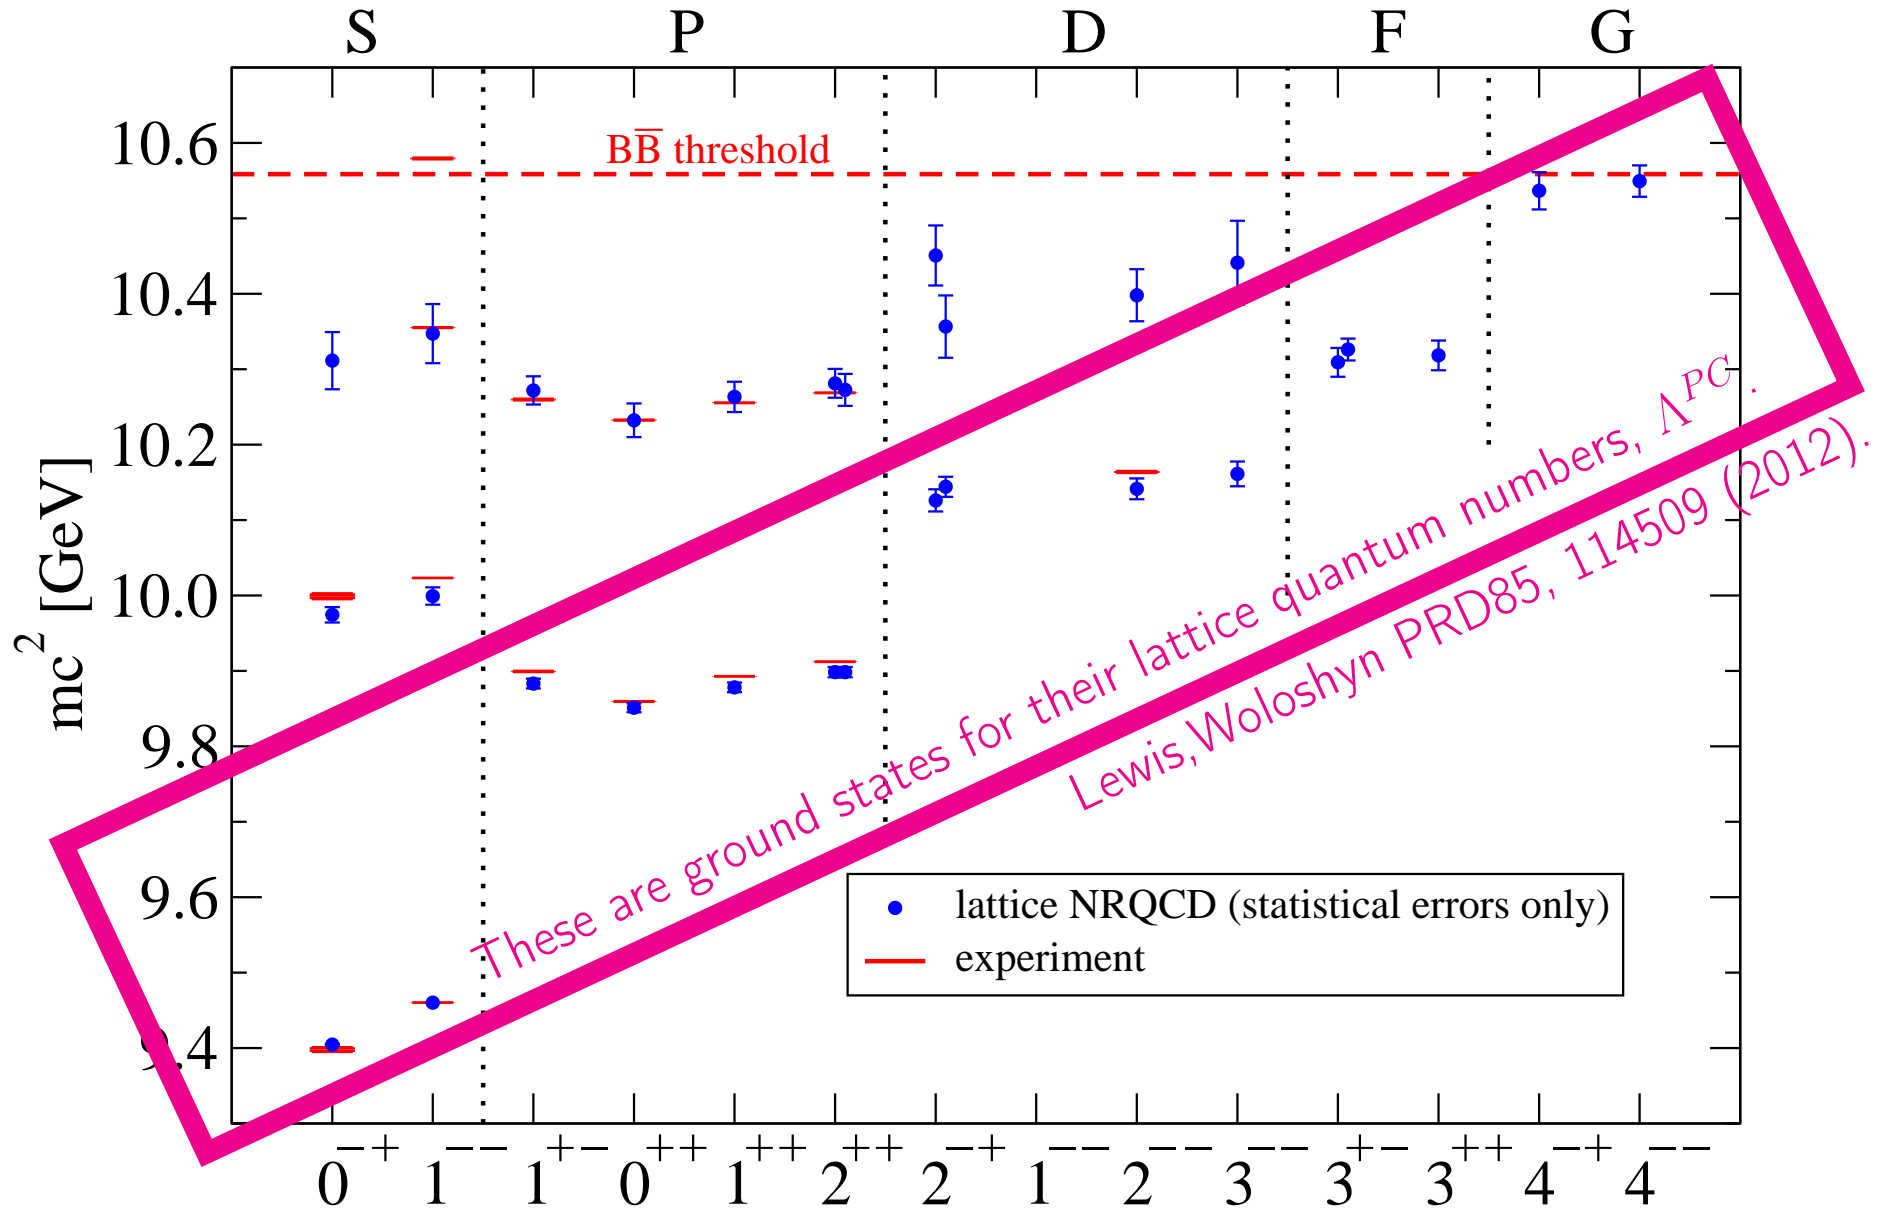 S P D F G
BB̅ threshold
10.6
10.4
10.2
10.0
9.8
9.6
9.4
mc² [GeV]
These are ground states for their lattice quantum numbers, Λ^{PC}.
Lewis,Woloshyn PRD85, 114509 (2012).
lattice NRQCD (statistical errors only)
experiment
0⁻⁺ 1⁻⁻ 1⁺⁻ 0⁺⁺ 1⁺⁺ 2⁺⁺ 2⁻⁺ 1⁻⁻ 2⁻⁻ 3⁻⁻ 3⁺⁻ 3⁺⁺ 4⁻⁺ 4⁻⁻